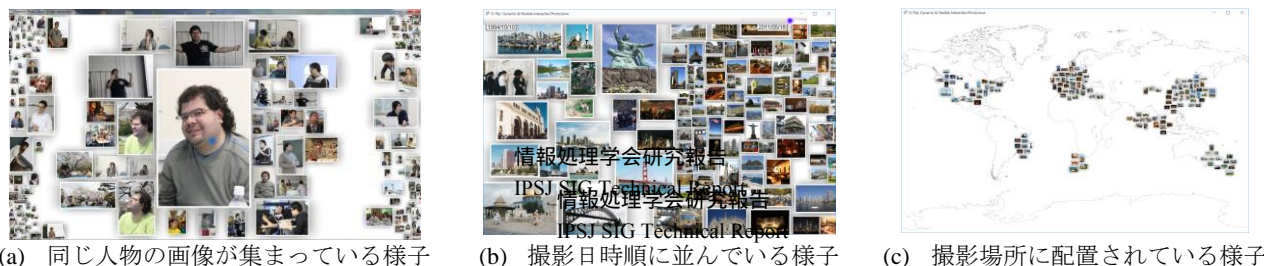 [1994/10/10]
情報処理学会研究報告
IPSJ SIG Technical Report
情報処理学会研究報告
IPSJ SIG Technical Report
(a) 同じ人物の画像が集まっている様子
(b) 撮影日時順に並んでいる様子
(c) 撮影場所に配置されている様子